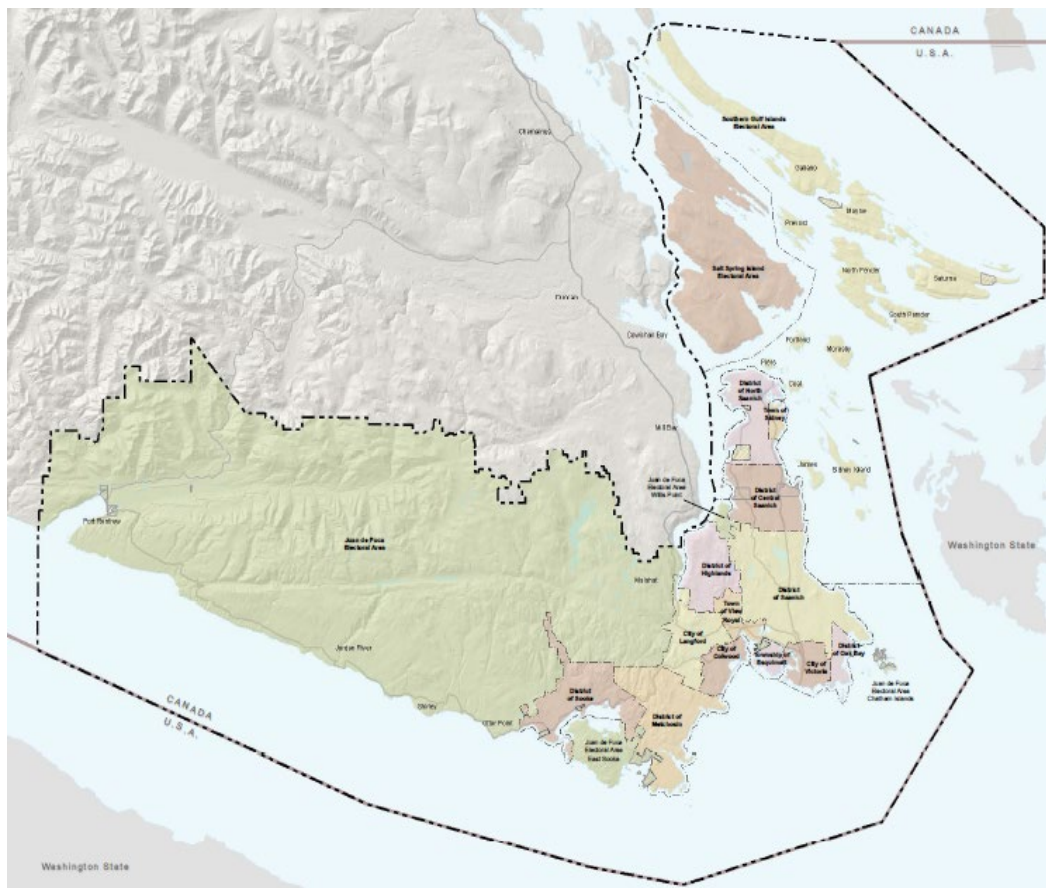 CANADA
U.S.A.
Chemainus
Southern Gulf Islands
Electoral Area
Galiano
Mayne
Prevost
Salt Spring Island
Electoral Area
North Pender
Saturna
Duncan
South Pender
Cowichan Bay
Portland
Moresby
Piers
District
of North
Saanich
Coal
Town of
Sidney
Mill Bay
James
Sidney Island
Juan de Fuca
Electoral Area
Willis Point
District
of Central
Saanich
Port Renfrew
Juan de Fuca
Electoral Area
Washington State
District of
Highlands
Malahat
District
of Saanich
Town
of View
Royal
City of
Langford
City of
Colwood
Township of
Esquimalt
City of
Victoria
District
of Oak Bay
Jordan River
Juan de Fuca
Electoral Area
Chatham Islands
District
of Sooke
Shirley
Otter Point
District of
Metchosin
CANADA
U.S.A.
Juan de Fuca
Electoral Area
East Sooke
Washington State